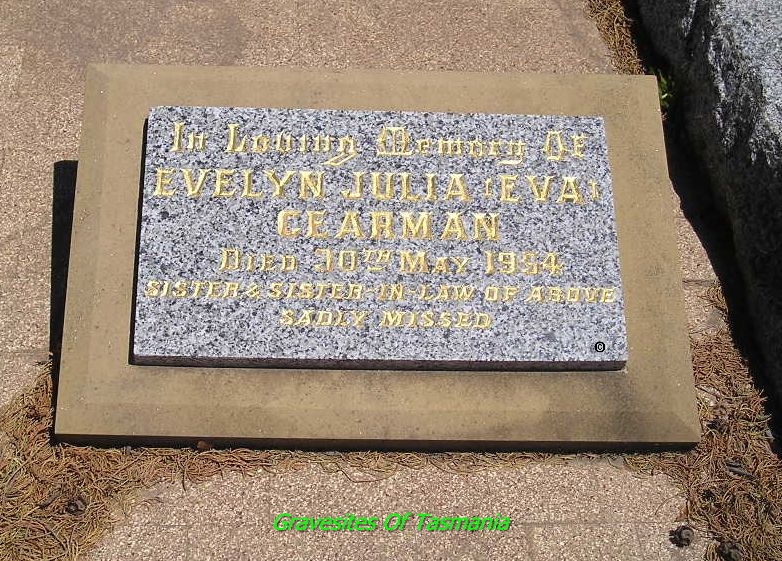 In Loving Memory Of
EVELYN JULIA (EVA)
GEARMAN
DIED 30TH MAY 1954
SISTER & SISTER-IN-LAW OF ABOVE
SADLY MISSED
Gravesites Of Tasmania